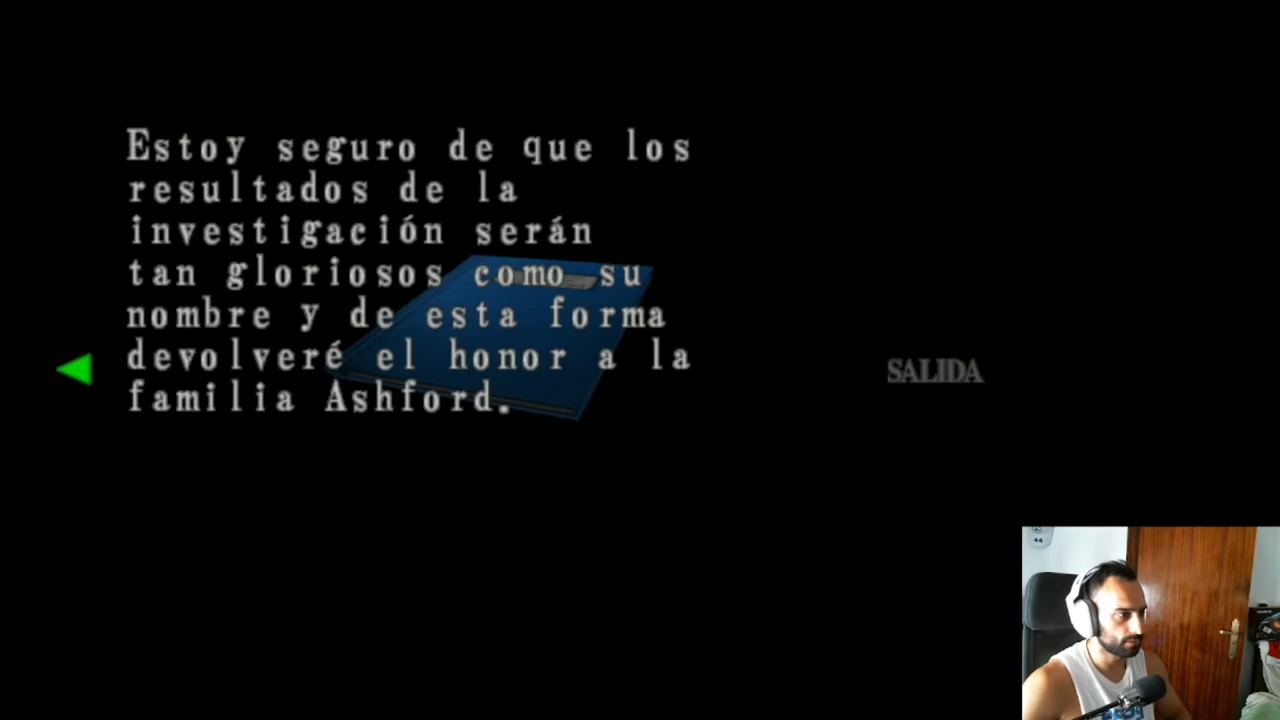 Estoy seguro de que los
resultados de la
investigación serán
tan gloriosos como su
nombre y de esta forma
devolveré el honor a la
familia Ashford.
SALIDA
44